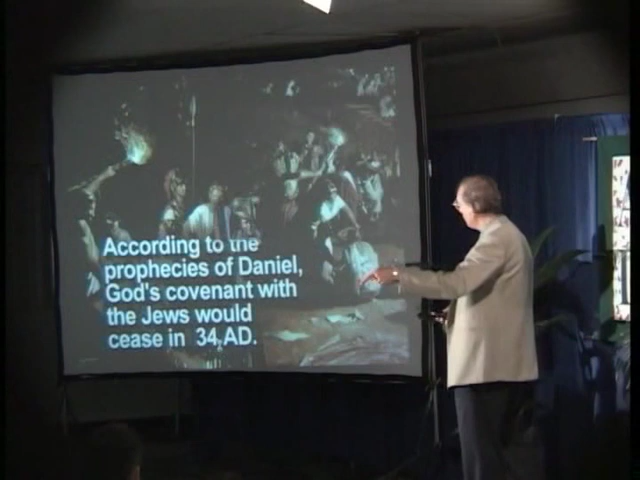 According to the
prophecies of Daniel,
God's covenant with
the Jews would
cease in 34 AD.